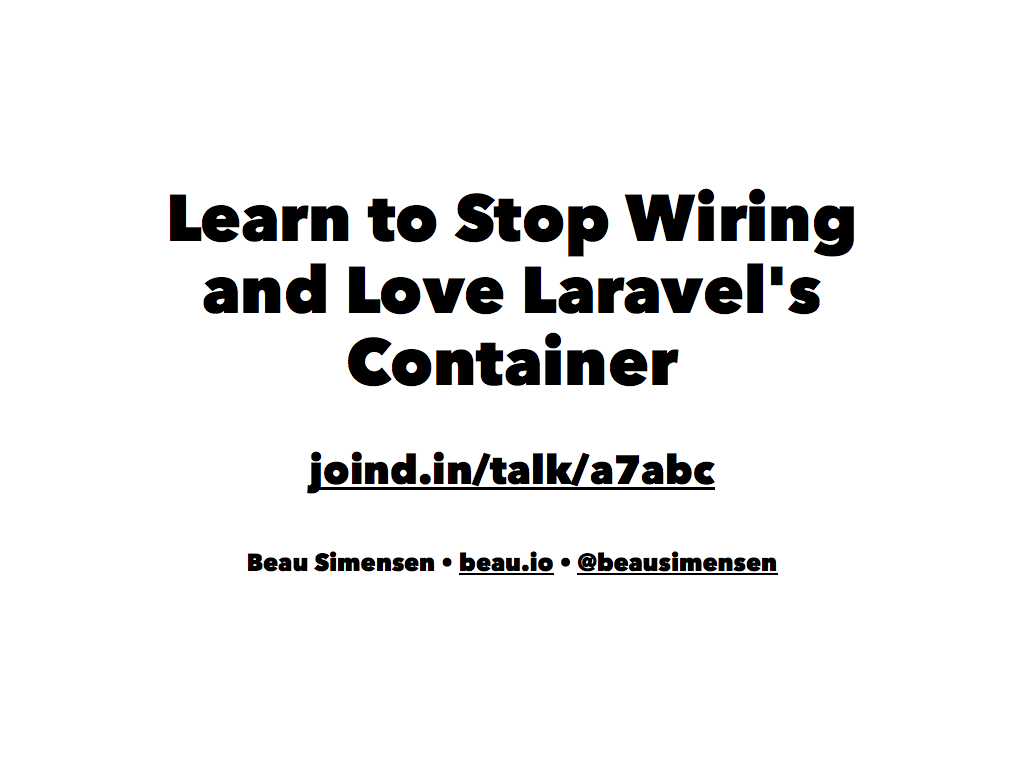 Learn to Stop Wiring
and Love Laravel's
Container
joind.in/talk/a7abc
Beau Simensen • beau.io • @beausimensen